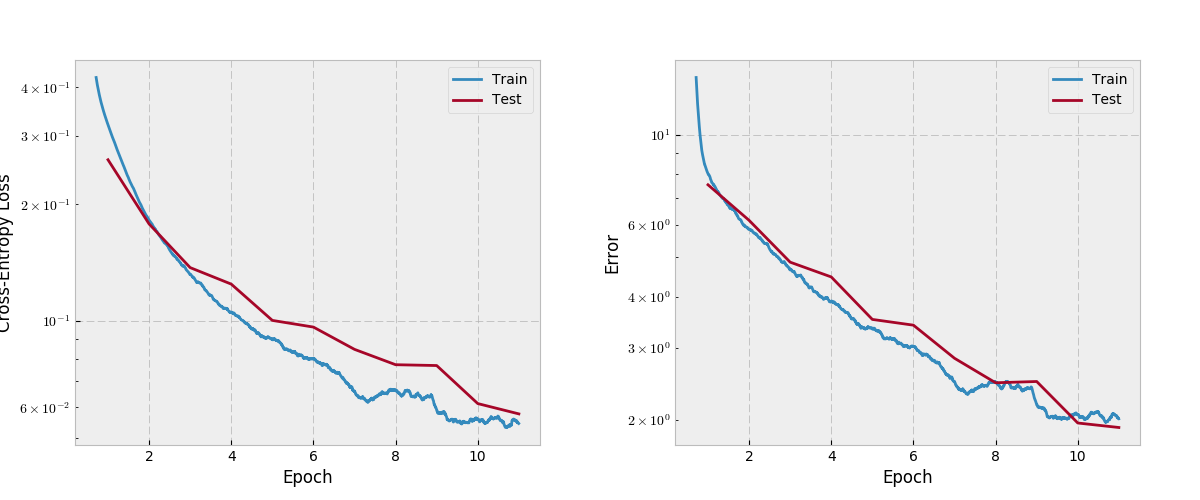 Cross-Entropy Loss
4 × 10⁻¹
3 × 10⁻¹
2 × 10⁻¹
10⁻¹
6 × 10⁻²
2 4 6 8 10
Epoch
Train
Test
Error
10¹
6 × 10⁰
4 × 10⁰
3 × 10⁰
2 × 10⁰
2 4 6 8 10
Epoch
Train
Test